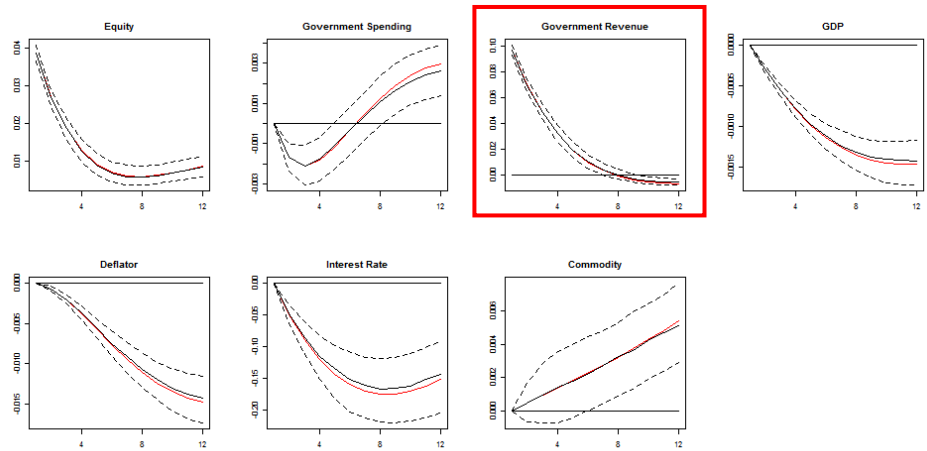 Equity
0.04
0.03
0.02
0.01
4 8 12
Government Spending
0.003
0.001
-0.001
-0.003
4 8 12
Government Revenue
0.10
0.08
0.06
0.04
0.02
0.00
4 8 12
GDP
0.0000
-0.0005
-0.0010
-0.0015
4 8 12
Deflator
0.000
-0.005
-0.010
-0.015
4 8 12
Interest Rate
0.00
-0.05
-0.10
-0.15
-0.20
4 8 12
Commodity
0.006
0.004
0.002
0.000
4 8 12